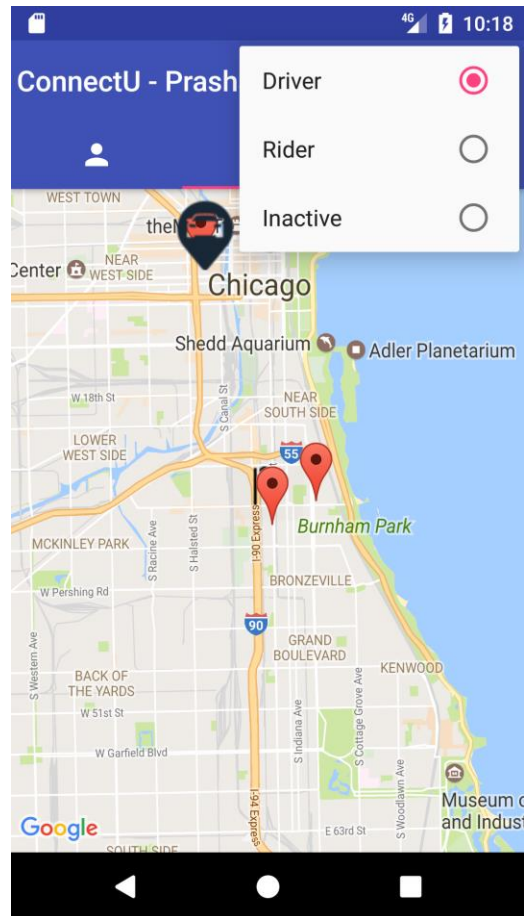 4G 10:18
ConnectU - Prash
Driver
Rider
Inactive
WEST TOWN
the
Center
NEAR
WEST SIDE
Chicago
Shedd Aquarium
Adler Planetarium
W 18th St
S Canal St
NEAR
SOUTH SIDE
LOWER
WEST SIDE
55
Burnham Park
MCKINLEY PARK
S Racine Ave
S Halsted St
I-90 Express
BRONZEVILLE
W Pershing Rd
90
GRAND
BOULEVARD
KENWOOD
S Western Ave
BACK OF
THE YARDS
W 51st St
S Indiana Ave
S Cottage Grove Ave
W Garfield Blvd
I-94 Express
S Woodlawn Ave
Museum
and Indust
Google
E 63rd St
SOUTH SIDE